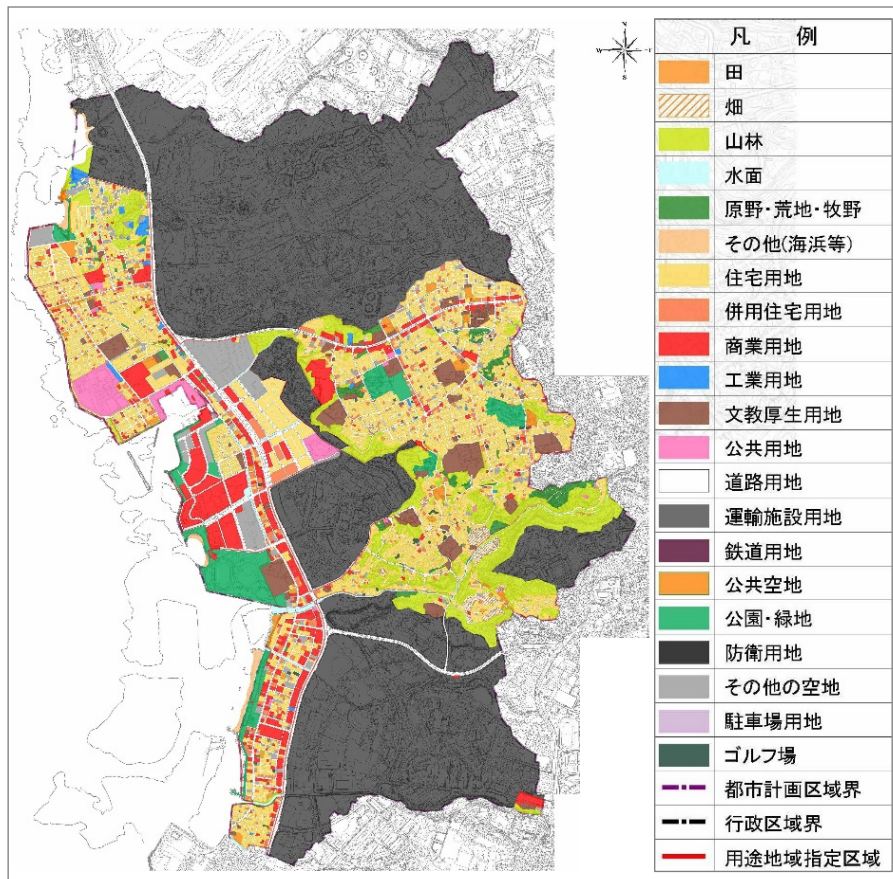 N
W
E
S
凡 例
田
畑
山林
水面
原野・荒地・牧野
その他(海浜等)
住宅用地
併用住宅用地
商業用地
工業用地
文教厚生用地
公共用地
道路用地
運輸施設用地
鉄道用地
公共空地
公園・緑地
防衛用地
その他の空地
駐車場用地
ゴルフ場
都市計画区域界
行政区域界
用途地域指定区域